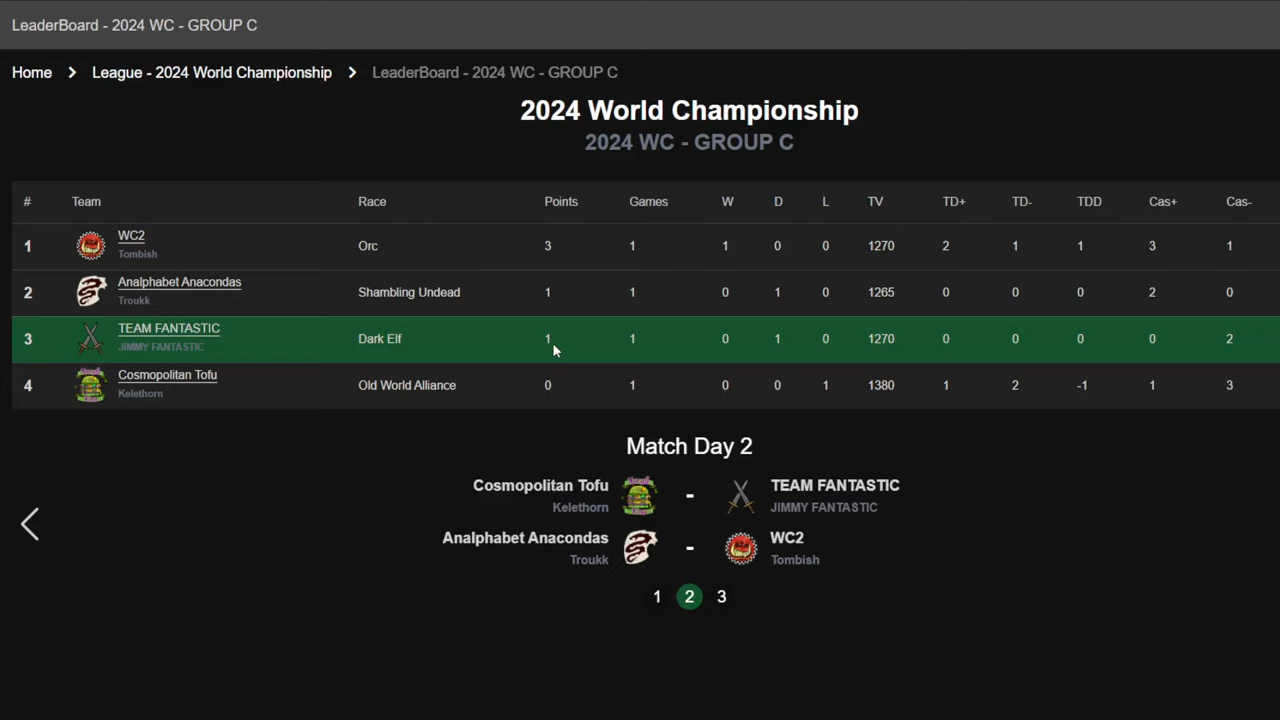 LeaderBoard - 2024 WC - GROUP C
Home > League - 2024 World Championship > LeaderBoard - 2024 WC - GROUP C
2024 World Championship
2024 WC - GROUP C
# Team Race Points Games W D L TV TD+ TD- TDD Cas+ Cas-
1 WC2 Orc 3 1 1 0 0 1270 2 1 1 3 1
Tombish
2 Analphabet Anacondas Shambling Undead 1 1 0 1 0 1265 0 0 0 2 0
Troukk
3 TEAM FANTASTIC Dark Elf 1 1 0 1 0 1270 0 0 0 0 2
JIMMY FANTASTIC
4 Cosmopolitan Tofu Old World Alliance 0 1 0 0 1 1380 1 2 -1 1 3
Kelethorn
Match Day 2
Cosmopolitan Tofu - TEAM FANTASTIC
Kelethorn JIMMY FANTASTIC
Analphabet Anacondas - WC2
Troukk Tombish
1 2 3